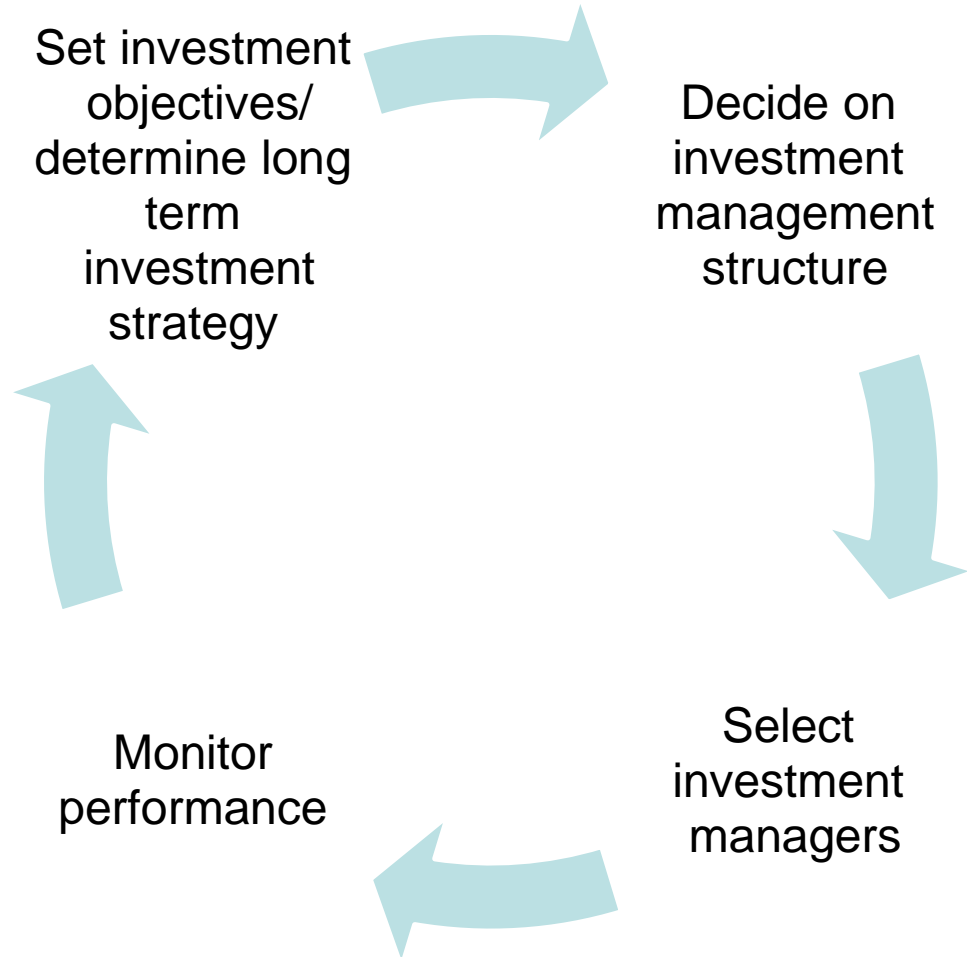 Set investment
objectives/
determine long
term
investment
strategy
Decide on
investment
management
structure
Select
investment
managers
Monitor
performance